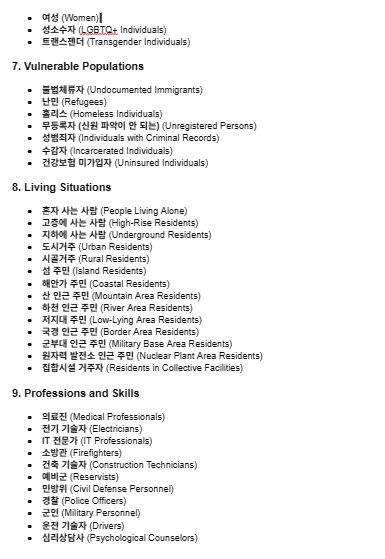 여성 (Women)
성소수자 (LGBTQ+ Individuals)
트랜스젠더 (Transgender Individuals)
7. Vulnerable Populations
불법체류자 (Undocumented Immigrants)
난민 (Refugees)
홈리스 (Homeless Individuals)
무등록자 (신원 파악이 안 되는) (Unregistered Persons)
성범죄자 (Individuals with Criminal Records)
수감자 (Incarcerated Individuals)
건강보험 미가입자 (Uninsured Individuals)
8. Living Situations
혼자 사는 사람 (People Living Alone)
고층에 사는 사람 (High-Rise Residents)
지하에 사는 사람 (Underground Residents)
도시거주 (Urban Residents)
시골거주 (Rural Residents)
섬 주민 (Island Residents)
해안가 주민 (Coastal Residents)
산 인근 주민 (Mountain Area Residents)
하천 인근 주민 (River Area Residents)
저지대 주민 (Low-Lying Area Residents)
국경 인근 주민 (Border Area Residents)
군부대 인근 주민 (Military Base Area Residents)
원자력 발전소 인근 주민 (Nuclear Plant Area Residents)
집합시설 거주자 (Residents in Collective Facilities)
9. Professions and Skills
의료진 (Medical Professionals)
전기 기술자 (Electricians)
IT 전문가 (IT Professionals)
소방관 (Firefighters)
건축 기술자 (Construction Technicians)
예비군 (Reservists)
민방위 (Civil Defense Personnel)
경찰 (Police Officers)
군인 (Military Personnel)
운전 기술자 (Drivers)
심리상담사 (Psychological Counselors)